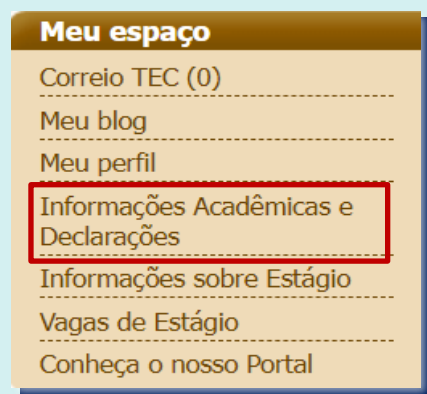 Meu espaço
Correio TEC (0)
Meu blog
Meu perfil
Informações Acadêmicas e
Declarações
Informações sobre Estágio
Vagas de Estágio
Conheça o nosso Portal